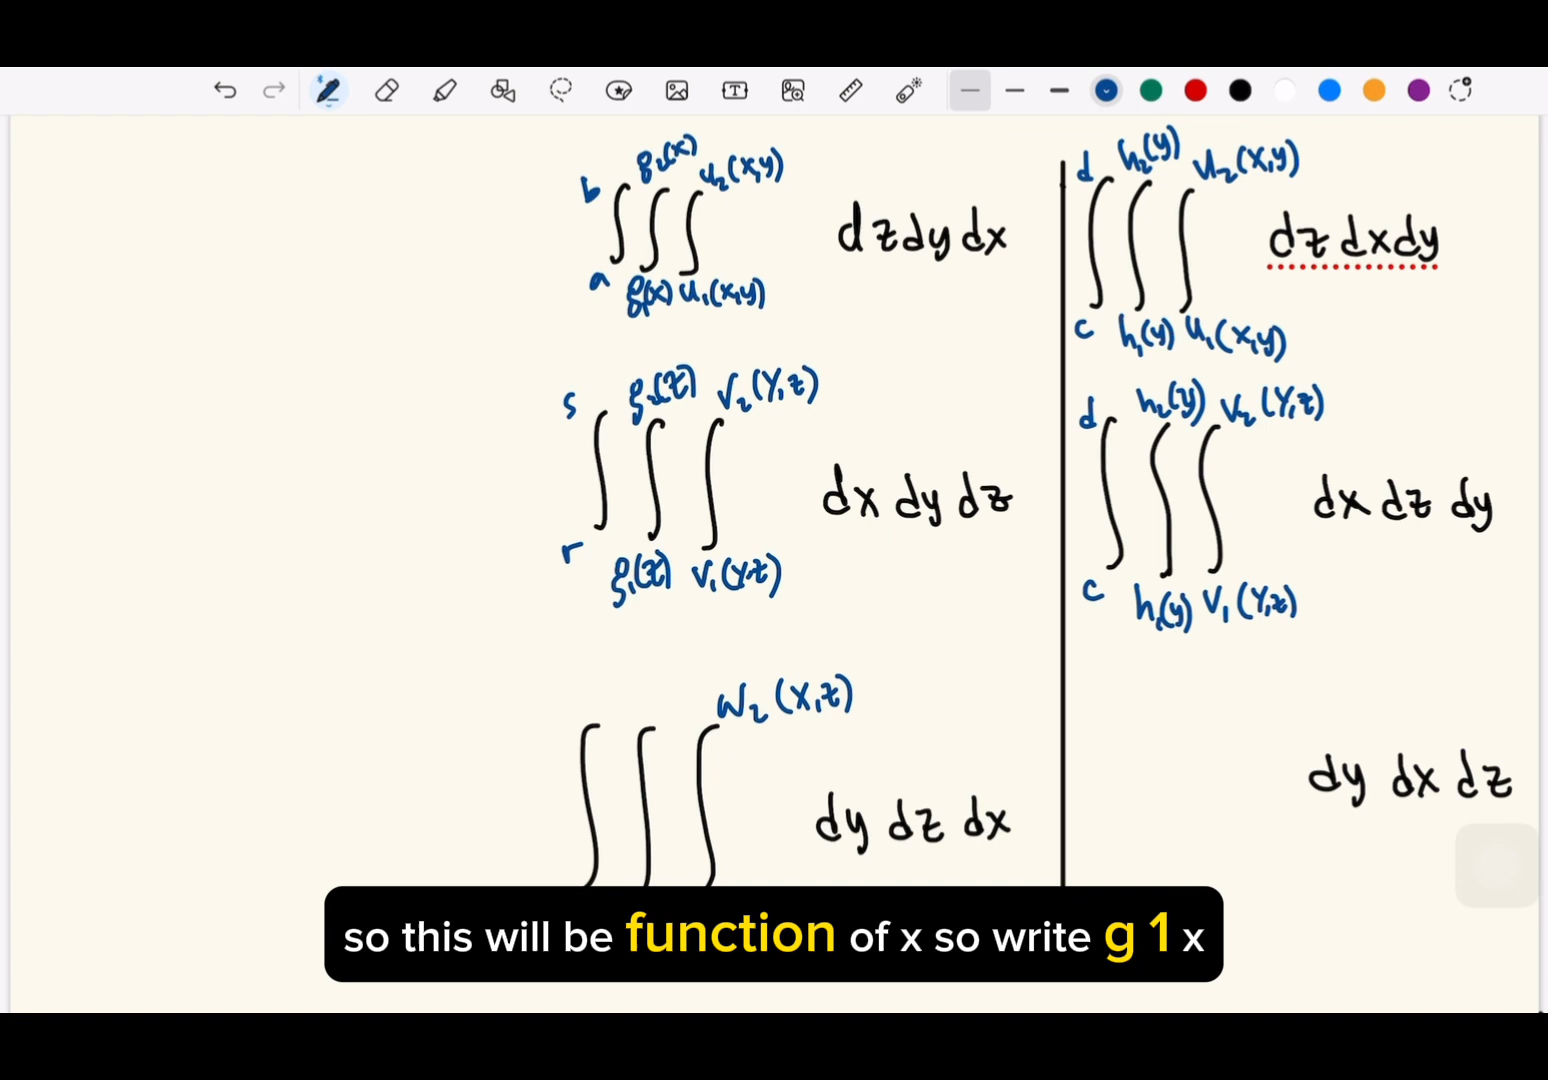 b g₂(x) u₂(x,y)
∫∫∫ dz dy dx
a g₁(x) u₁(x,y)
d h₂(y) u₂(x,y)
∫∫∫ dz dx dy
c h₁(y) u₁(x,y)
s g₂(z) v₂(y,z)
∫∫∫ dx dy dz
r g₁(z) v₁(y,z)
d h₂(y) v₂(y,z)
∫∫∫ dx dz dy
c h₁(y) v₁(y,z)
w₂(x,z)
∫∫∫ dy dz dx
dy dx dz
so this will be function of x so write g 1 x